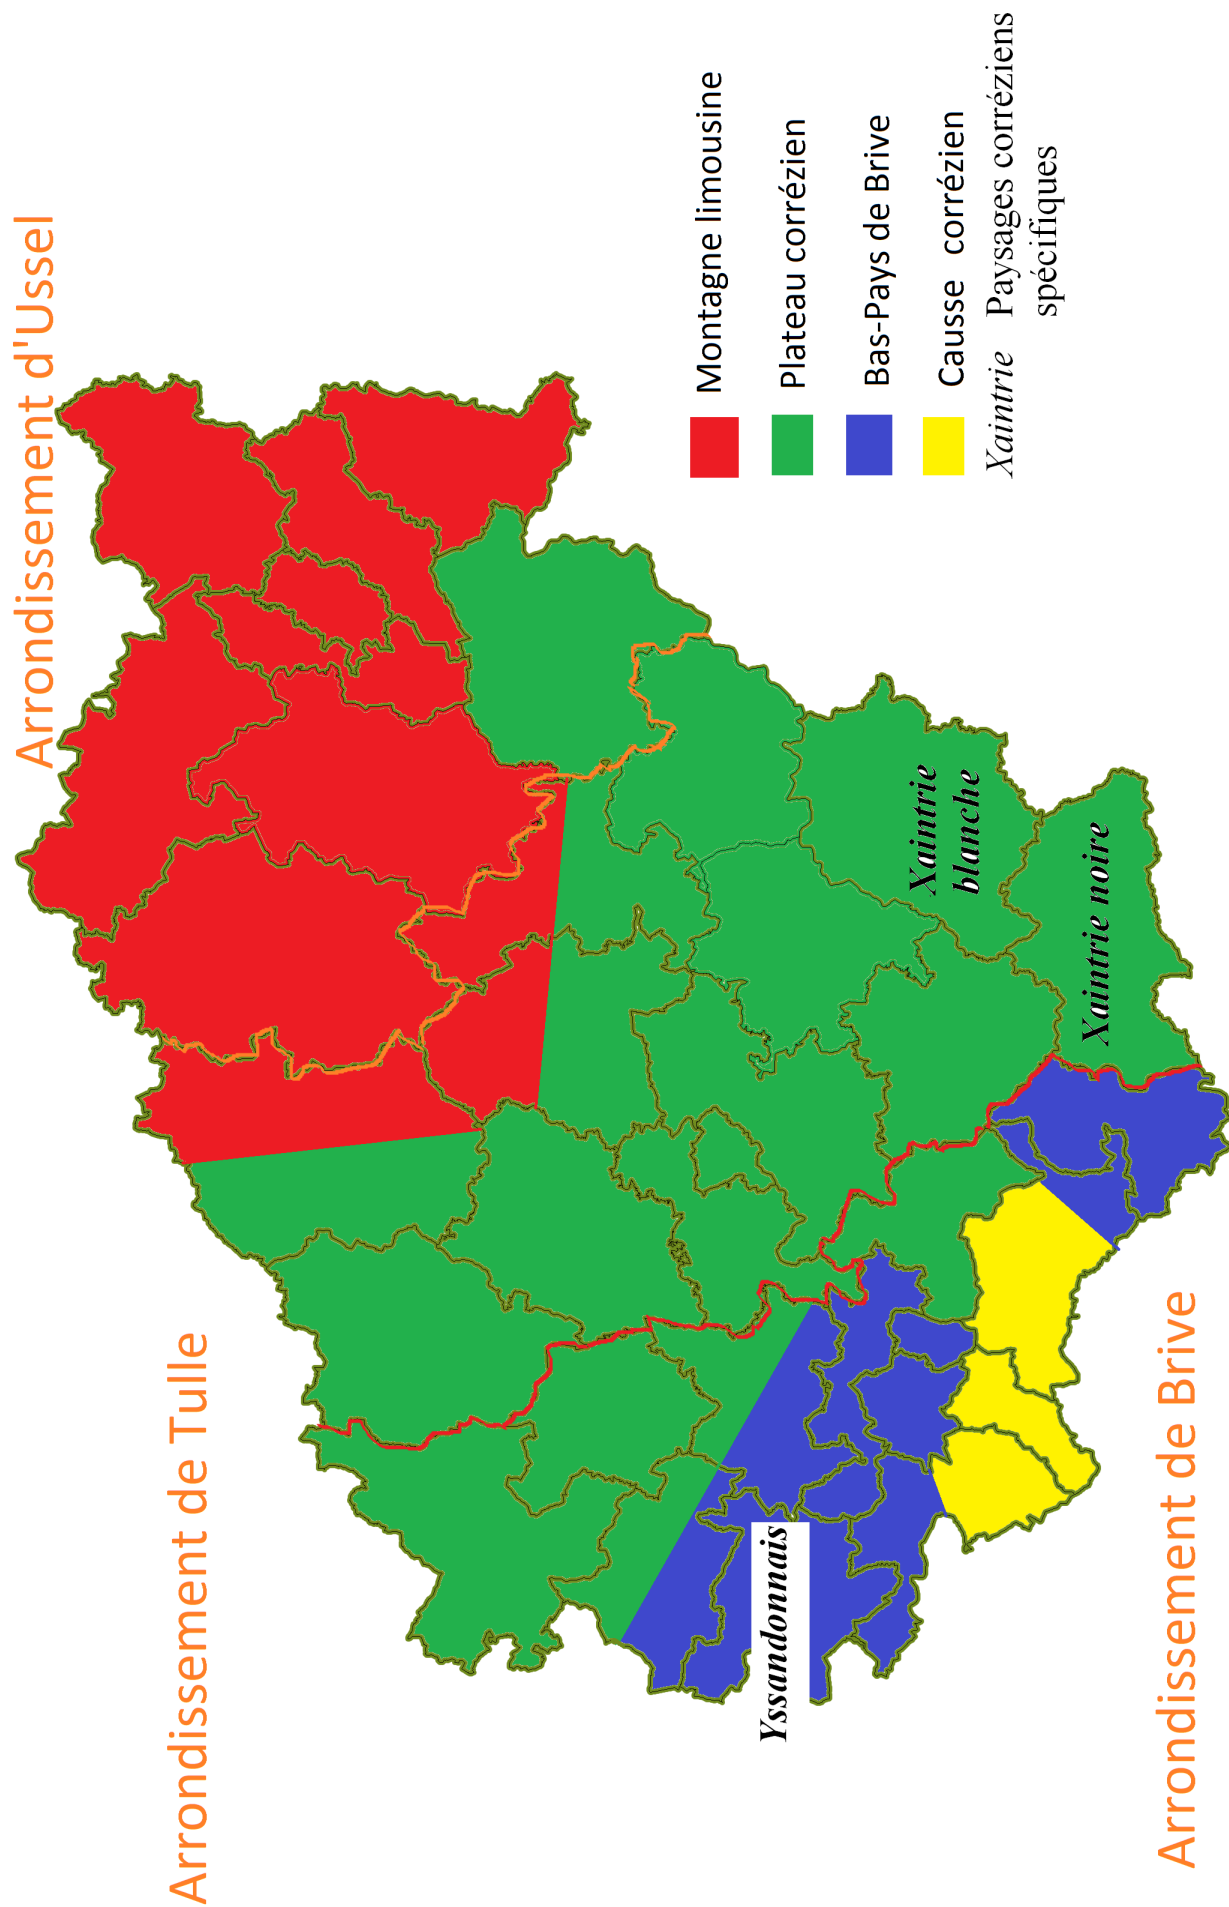 Arrondissement de Tulle
Arrondissement d'Ussel
Yssandonnais
Xaintrie
blanche
Xaintrie noire
Arrondissement de Brive
Montagne limousine
Plateau corrézien
Bas-Pays de Brive
Causse corrézien
Xaintrie Paysages corréziens
spécifiques